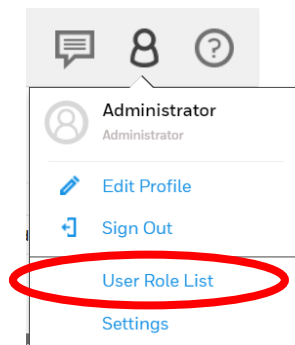 ?
Administrator
Administrator
Edit Profile
Sign Out
User Role List
Settings